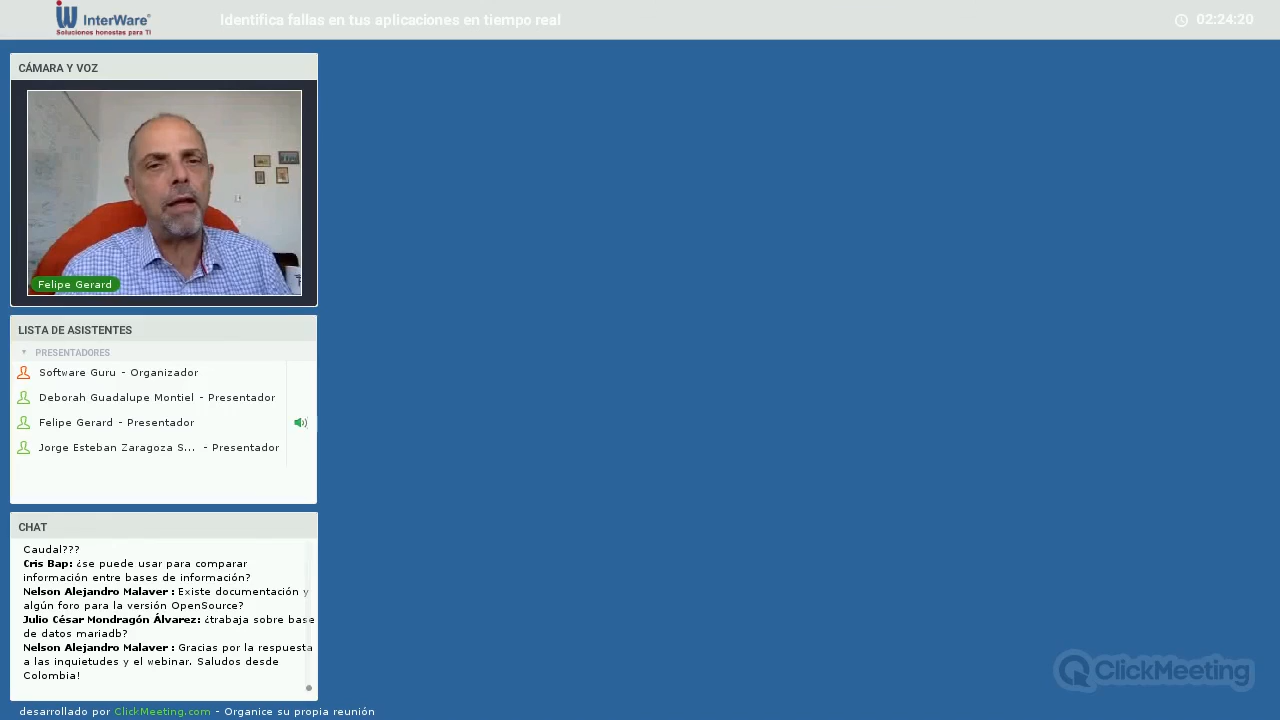 InterWare®
Soluciones honestas para TI
Identifica fallas en tus aplicaciones en tiempo real
02:24:20
CÁMARA Y VOZ
Felipe Gerard
LISTA DE ASISTENTES
PRESENTADORES
Software Guru - Organizador
Deborah Guadalupe Montiel - Presentador
Felipe Gerard - Presentador
Jorge Esteban Zaragoza S... - Presentador
CHAT
Caudal???
Cris Bap: ¿se puede usar para comparar
información entre bases de información?
Nelson Alejandro Malaver : Existe documentación y
algún foro para la versión OpenSource?
Julio César Mondragón Álvarez: ¿trabaja sobre base
de datos mariadb?
Nelson Alejandro Malaver : Gracias por la respuesta
a las inquietudes y el webinar. Saludos desde
Colombia!
ClickMeeting
desarrollado por ClickMeeting.com - Organice su propia reunión